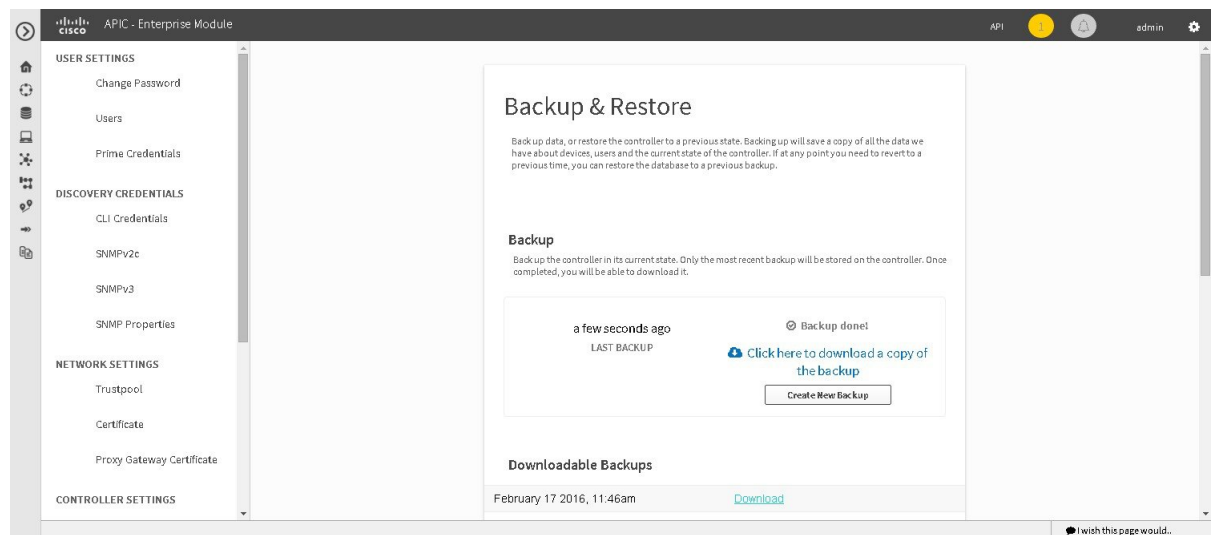 CISCO APIC - Enterprise Module
API 1 admin
USER SETTINGS
Change Password
Users
Prime Credentials
DISCOVERY CREDENTIALS
CLI Credentials
SNMPv2c
SNMPv3
SNMP Properties
NETWORK SETTINGS
Trustpool
Certificate
Proxy Gateway Certificate
CONTROLLER SETTINGS
Backup & Restore
Back up data, or restore the controller to a previous state. Backing up will save a copy of all the data we
have about devices, users and the current state of the controller. If at any point you need to revert to a
previous time, you can restore the database to a previous backup.
Backup
Back up the controller in its current state. Only the most recent backup will be stored on the controller. Once
completed, you will be able to download it.
a few seconds ago
LAST BACKUP
Backup done!
Click here to download a copy of
the backup
Create New Backup
Downloadable Backups
February 17 2016, 11:46am Download
I wish this page would..